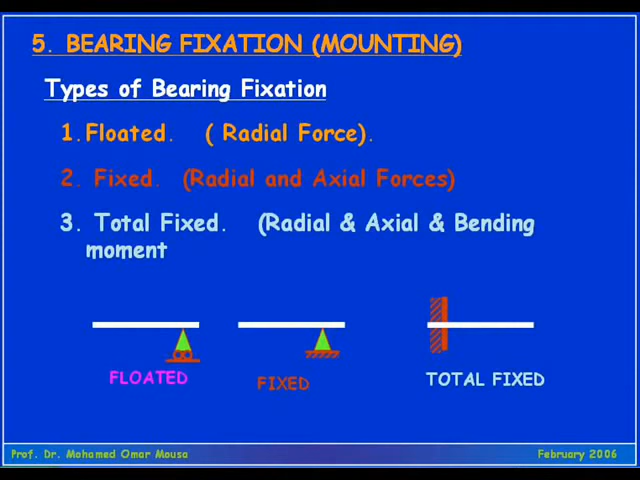 5. BEARING FIXATION (MOUNTING)
Types of Bearing Fixation
1. Floated. ( Radial Force).
2. Fixed. (Radial and Axial Forces)
3. Total Fixed. (Radial & Axial & Bending
moment
FLOATED
FIXED
TOTAL FIXED
Prof. Dr. Mohamed Omar Mousa
February 2006